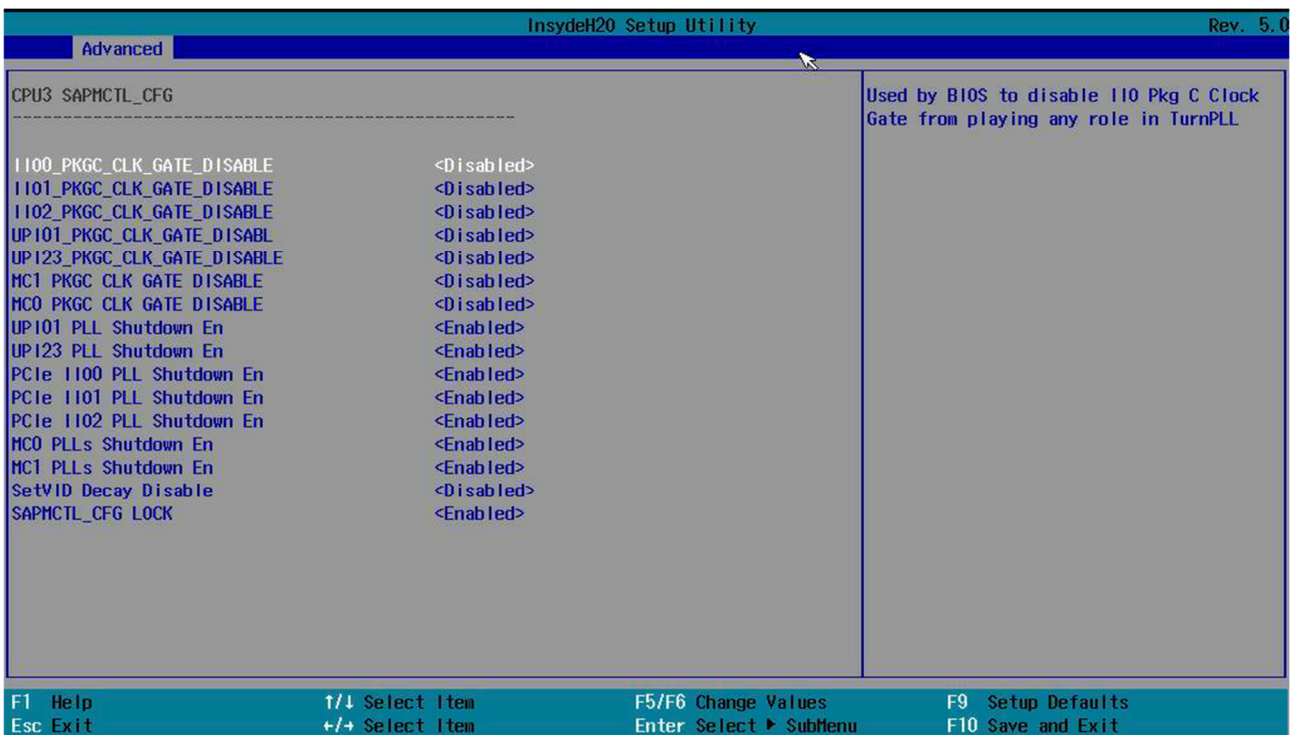 InsydeH2O Setup Utility Rev. 5.0
Advanced
CPU3 SAPMCTL_CFG
----------------------------------------------------
IIO0_PKGC_CLK_GATE_DISABLE <Disabled>
IIO1_PKGC_CLK_GATE_DISABLE <Disabled>
IIO2_PKGC_CLK_GATE_DISABLE <Disabled>
UPI01_PKGC_CLK_GATE_DISABL <Disabled>
UPI23_PKGC_CLK_GATE_DISABLE <Disabled>
MC1 PKGC CLK GATE DISABLE <Disabled>
MC0 PKGC CLK GATE DISABLE <Disabled>
UPI01 PLL Shutdown En <Enabled>
UPI23 PLL Shutdown En <Enabled>
PCIe IIO0 PLL Shutdown En <Enabled>
PCIe IIO1 PLL Shutdown En <Enabled>
PCIe IIO2 PLL Shutdown En <Enabled>
MC0 PLLs Shutdown En <Enabled>
MC1 PLLs Shutdown En <Enabled>
SetVID Decay Disable <Disabled>
SAPMCTL_CFG LOCK <Enabled>
Used by BIOS to disable IIO Pkg C Clock
Gate from playing any role in TurnPLL
F1 Help ↑/↓ Select Item F5/F6 Change Values F9 Setup Defaults
Esc Exit ←/→ Select Item Enter Select ▶ SubMenu F10 Save and Exit